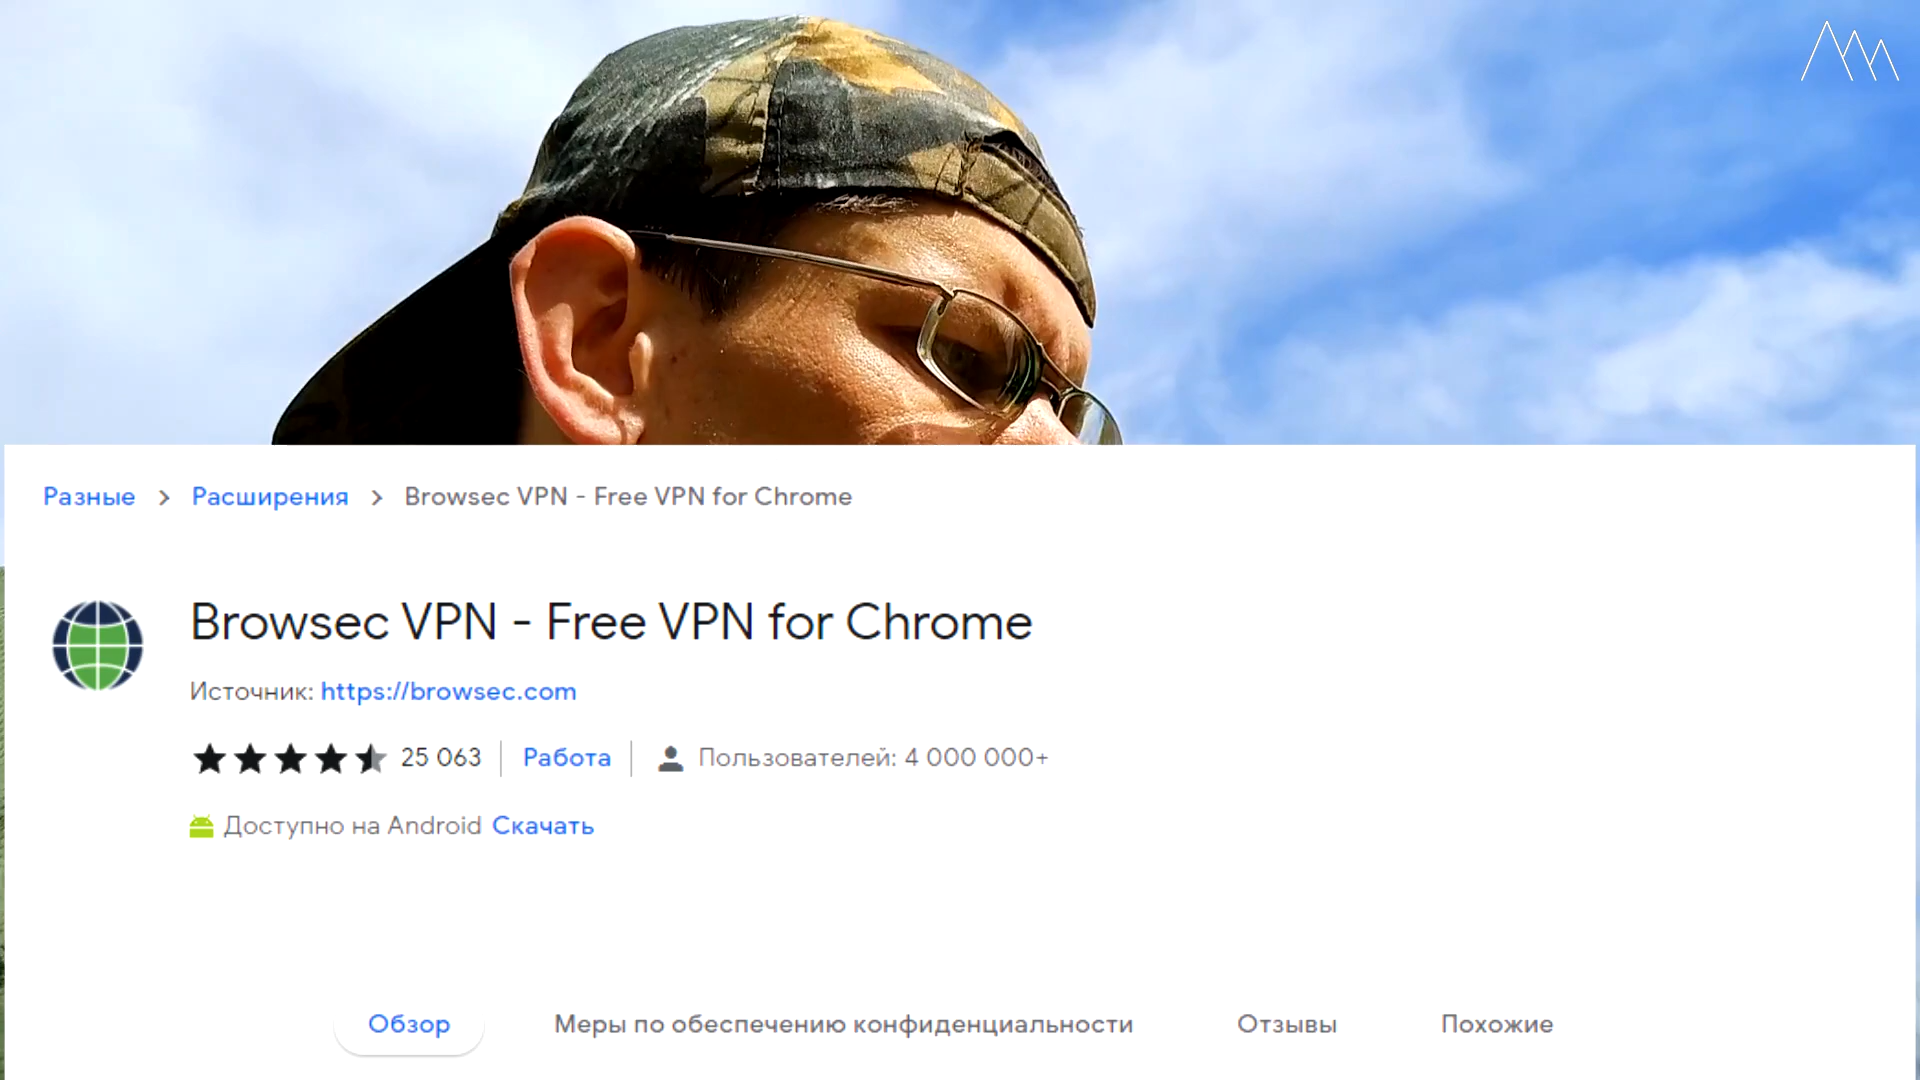 Разные > Расширения > Browsec VPN - Free VPN for Chrome
Browsec VPN - Free VPN for Chrome
Источник: https://browsec.com
25 063 Работа Пользователей: 4 000 000+
Доступно на Android Скачать
Обзор Меры по обеспечению конфиденциальности Отзывы Похожие